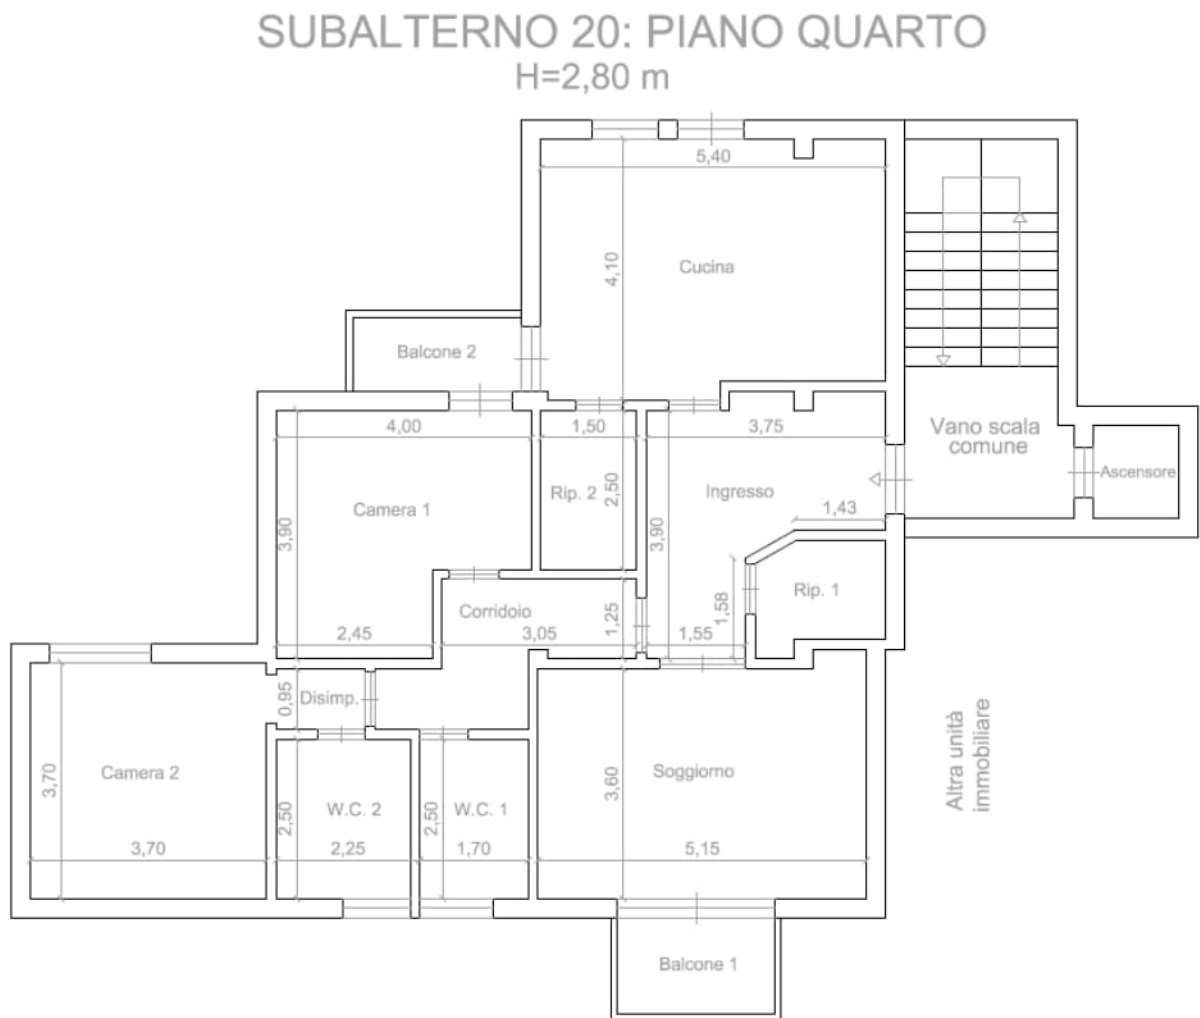 SUBALTERNO 20: PIANO QUARTO
H=2,80 m
5,40
4,10
Cucina
Balcone 2
4,00
1,50
3,75
Vano scala
comune
Ascensore
Camera 1
Rip. 2
2,50
Ingresso
1,43
3,90
3,90
Rip. 1
Corridoio
1,25
1,58
2,45
3,05
1,55
0,95
Disimp.
Altra unità
immobiliare
Camera 2
3,70
Soggiorno
3,60
2,50
W.C. 2
2,50
W.C. 1
3,70
2,25
1,70
5,15
Balcone 1